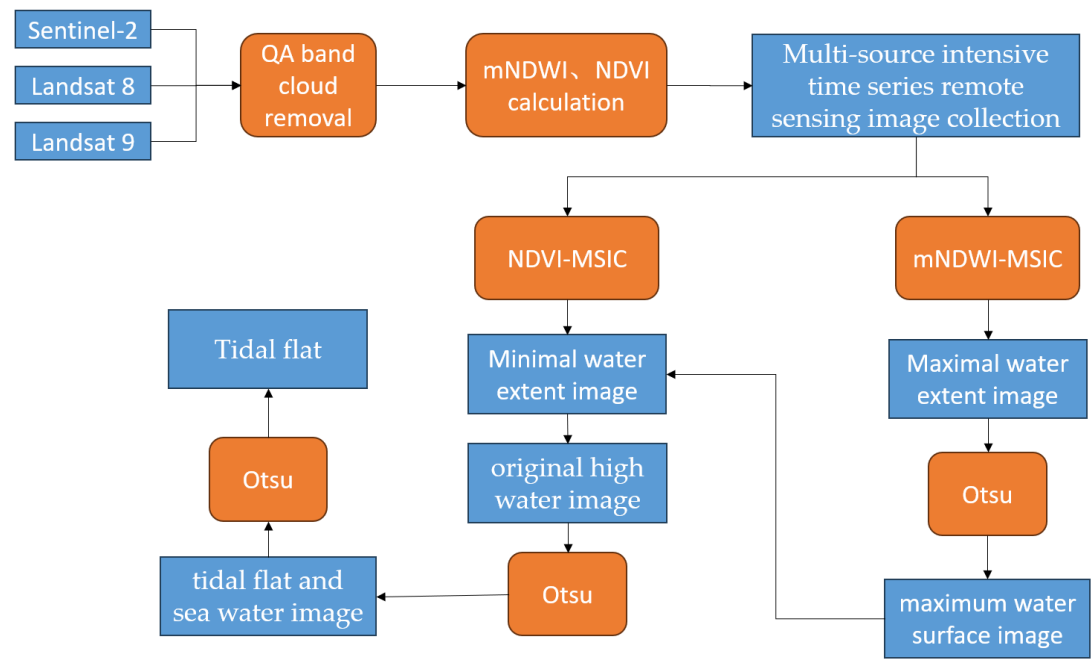 Sentinel-2
Landsat 8
Landsat 9
QA band
cloud
removal
mNDWI、NDVI
calculation
Multi-source intensive
time series remote
sensing image collection
NDVI-MSIC
mNDWI-MSIC
Tidal flat
Minimal water
extent image
Maximal water
extent image
Otsu
original high
water image
Otsu
tidal flat and
sea water image
Otsu
maximum water
surface image